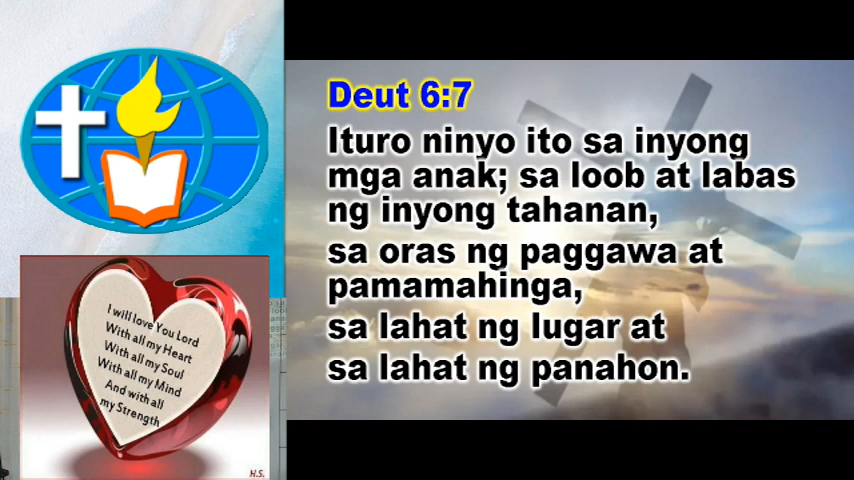 Deut 6:7
Ituro ninyo ito sa inyong
mga anak; sa loob at labas
ng inyong tahanan,
sa oras ng paggawa at
pamamahinga,
sa lahat ng lugar at
sa lahat ng panahon.
I will love You Lord
With all my Heart
With all my Soul
With all my Mind
And with all
my Strength
H.S.